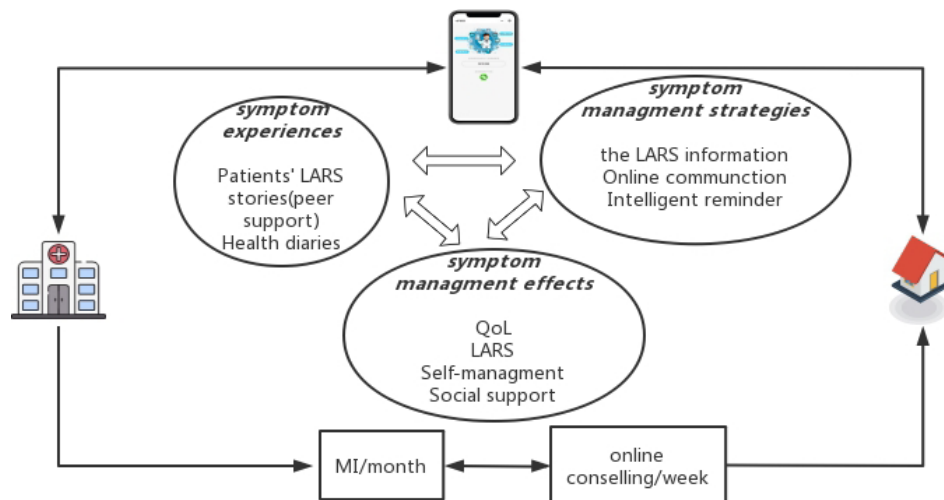 symptom
experiences
Patients' LARS
stories(peer
support)
Health diaries
symptom
managment strategies
the LARS information
Online communction
Intelligent reminder
symptom
managment effects
QoL
LARS
Self-managment
Social support
MI/month
online
conselling/week